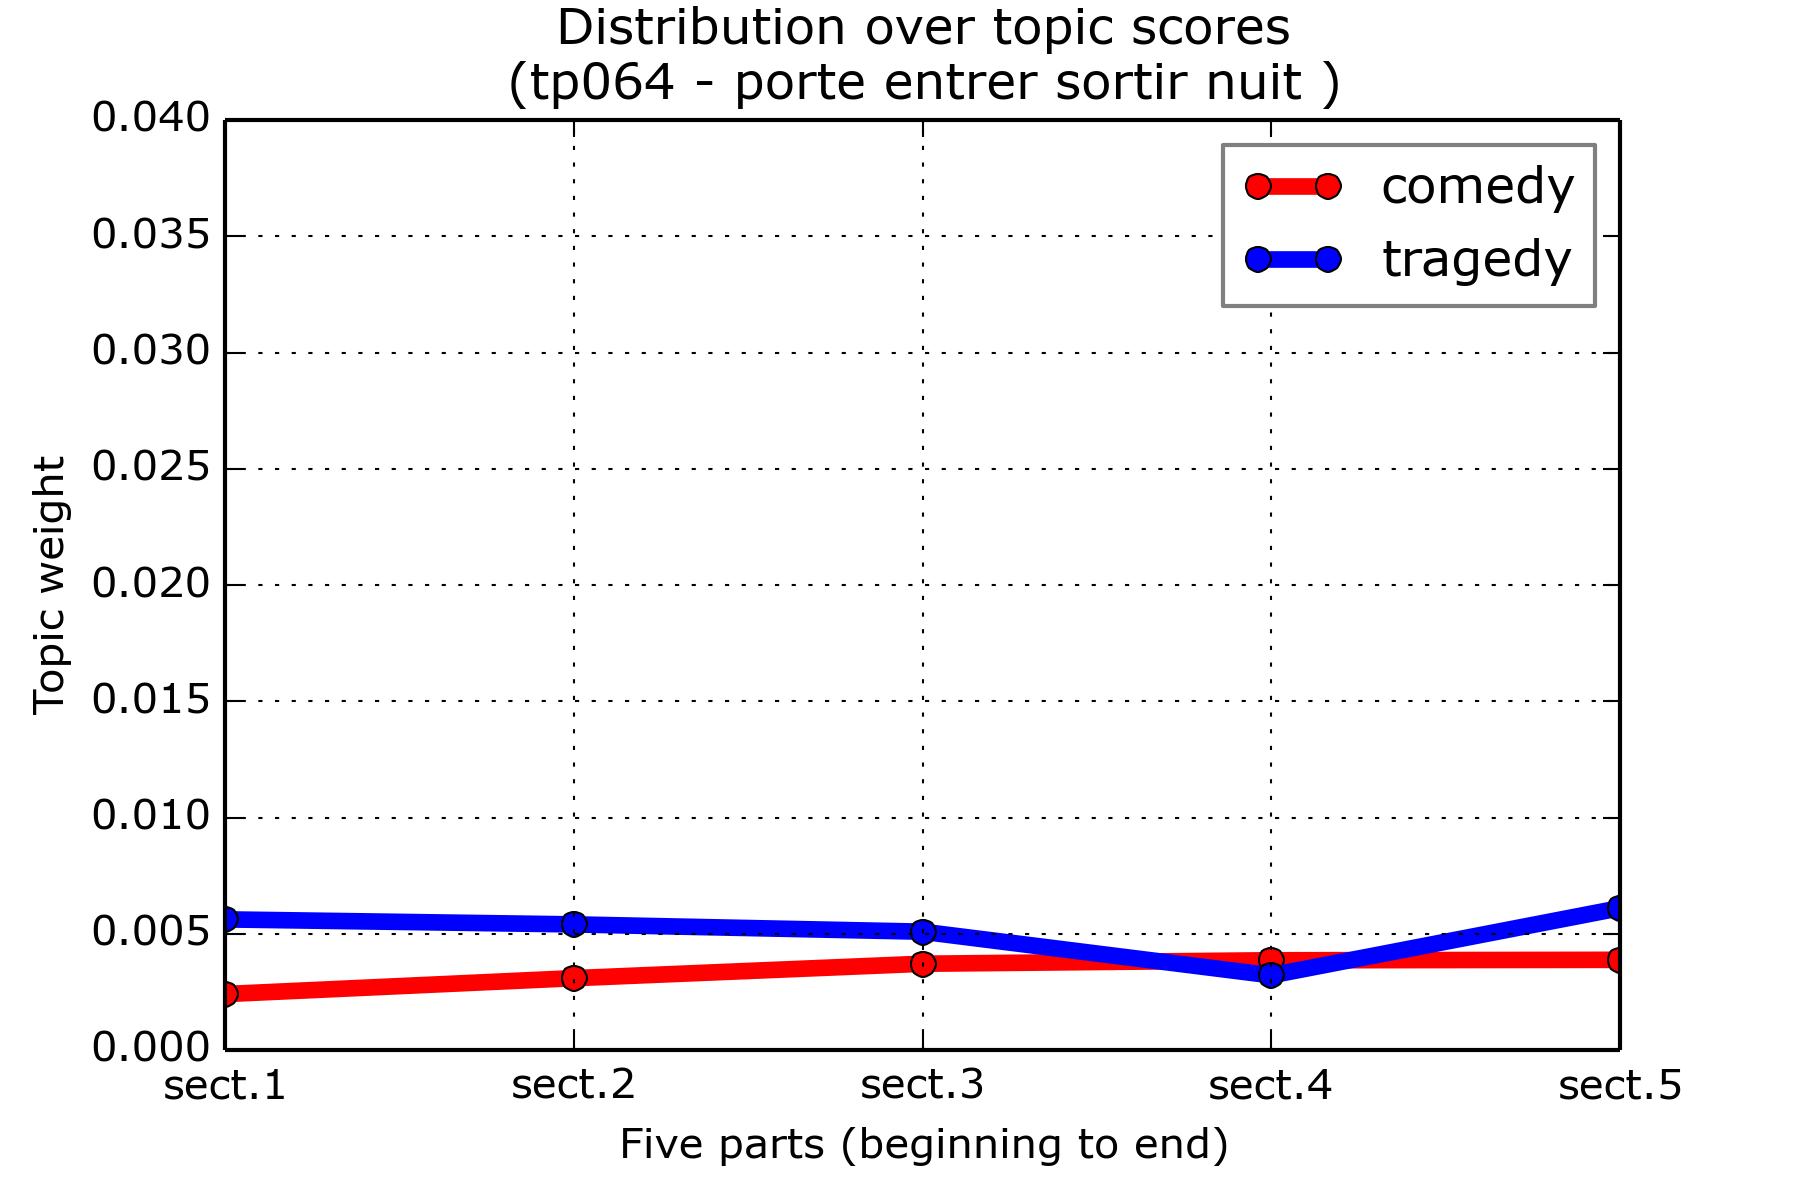 Distribution over topic scores
(tp064 - porte entrer sortir nuit )
0.040
0.035
0.030
0.025
0.020
0.015
0.010
0.005
0.000
Topic weight
comedy
tragedy
sect.1 sect.2 sect.3 sect.4 sect.5
Five parts (beginning to end)